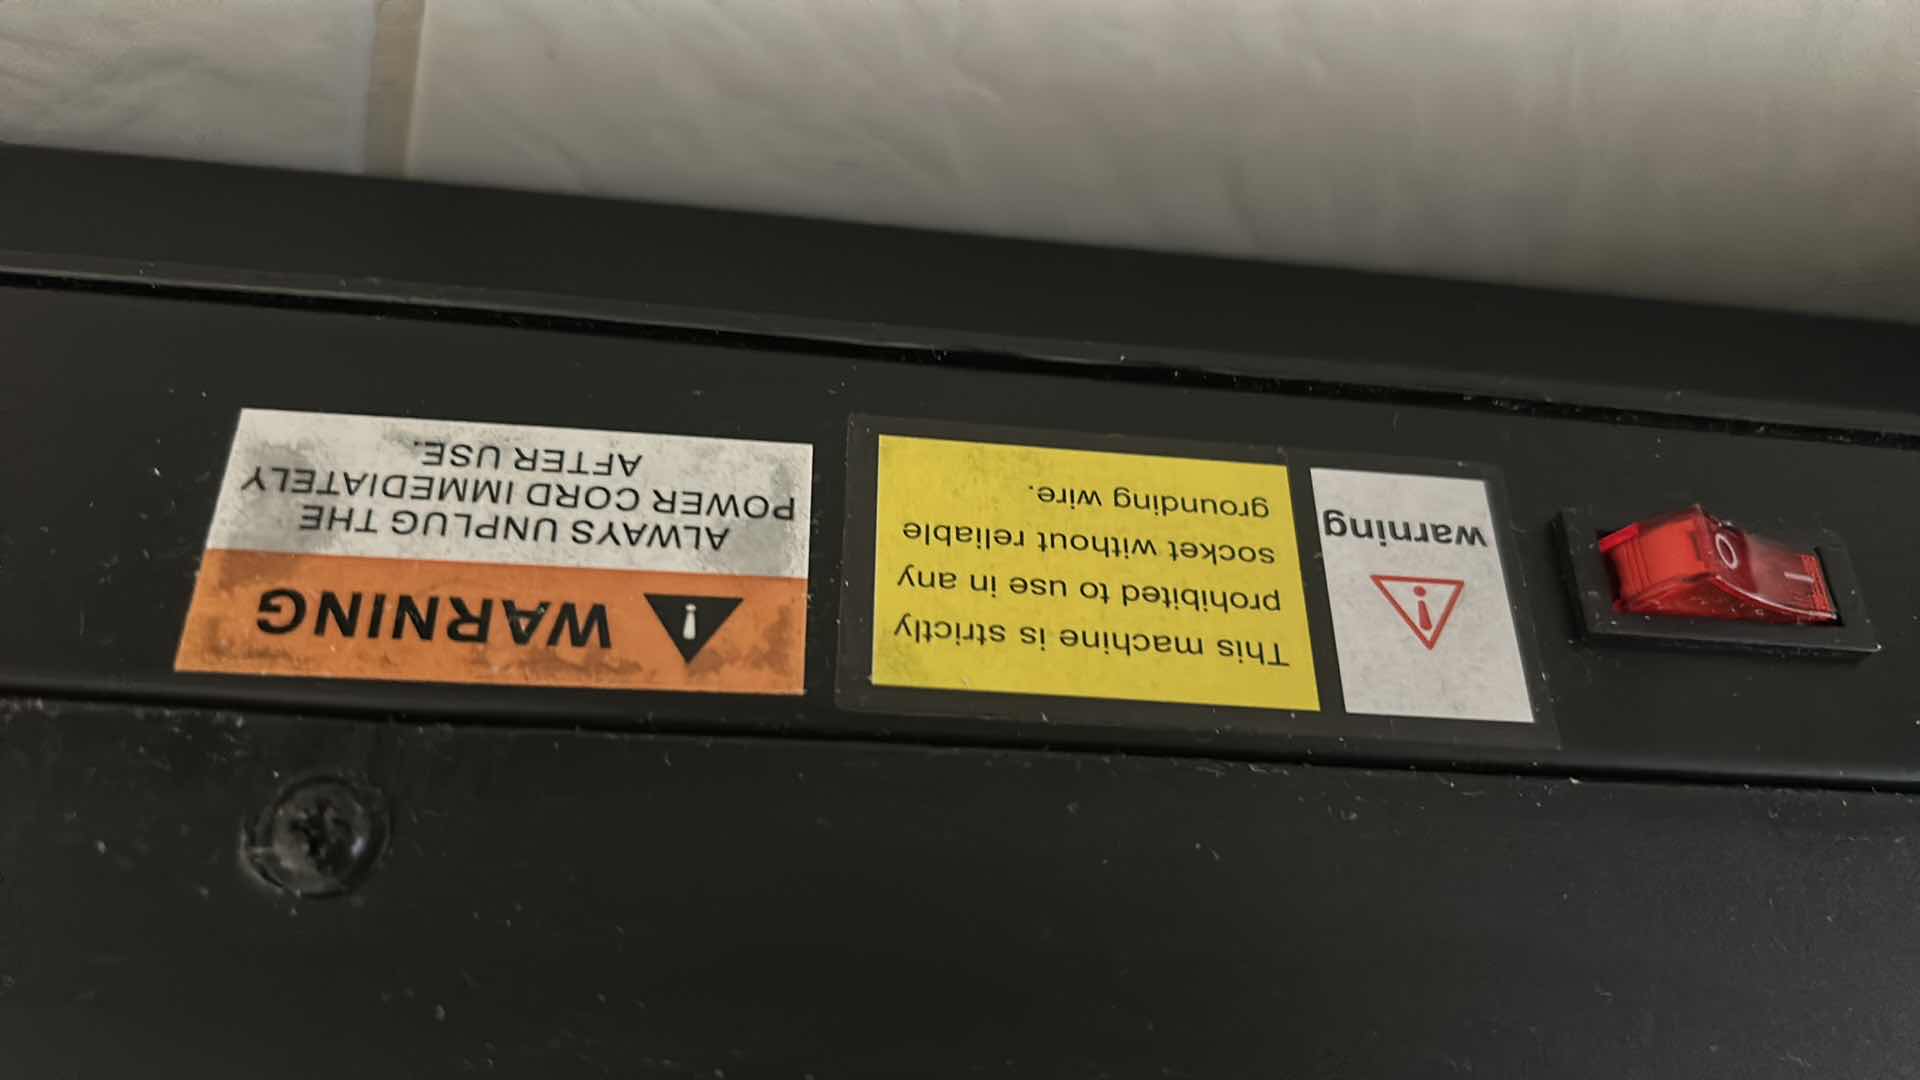 warning
This machine is strictly
prohibited to use in any
socket without reliable
grounding wire.
WARNING
ALWAYS UNPLUG THE
POWER CORD IMMEDIATELY
AFTER USE.
I O